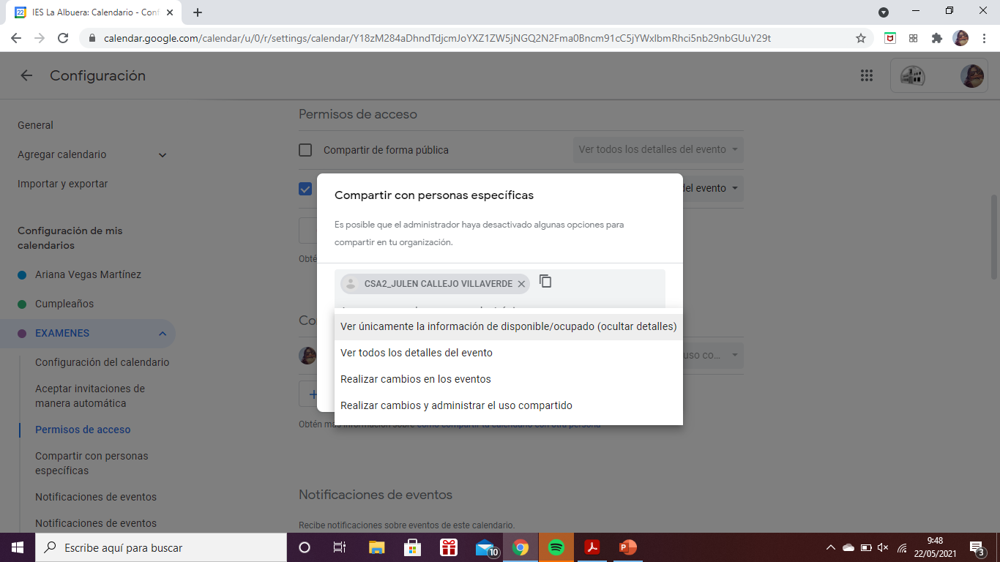 IES La Albuera: Calendario - Conf
calendar.google.com/calendar/u/0/r/settings/calendar/Y18zM284aDhndTdjcmJoYXZ1ZW5jNGQ2N2Fma0Bncm91cC5jYWxlbmRhci5nb29nbGUuY29t
Configuración
General
Agregar calendario
Importar y exportar
Configuración de mis
calendarios
Ariana Vegas Martínez
Cumpleaños
EXAMENES
Configuración del calendario
Aceptar invitaciones de
manera automática
Permisos de acceso
Compartir con personas
específicas
Notificaciones de eventos
Notificaciones de eventos
Permisos de acceso
Compartir de forma pública
Ver todos los detalles del evento
del evento
Obté
Co
uso co...
Compartir con personas específicas
Es posible que el administrador haya desactivado algunas opciones para
compartir en tu organización.
CSA2_JULEN CALLEJO VILLAVERDE
Ver únicamente la información de disponible/ocupado (ocultar detalles)
Ver todos los detalles del evento
Realizar cambios en los eventos
Realizar cambios y administrar el uso compartido
Obtén más información sobre cómo compartir tu calendario con otra persona
Notificaciones de eventos
Recibe notificaciones sobre eventos de este calendario.
Escribe aquí para buscar
10
9:48
22/05/2021
3